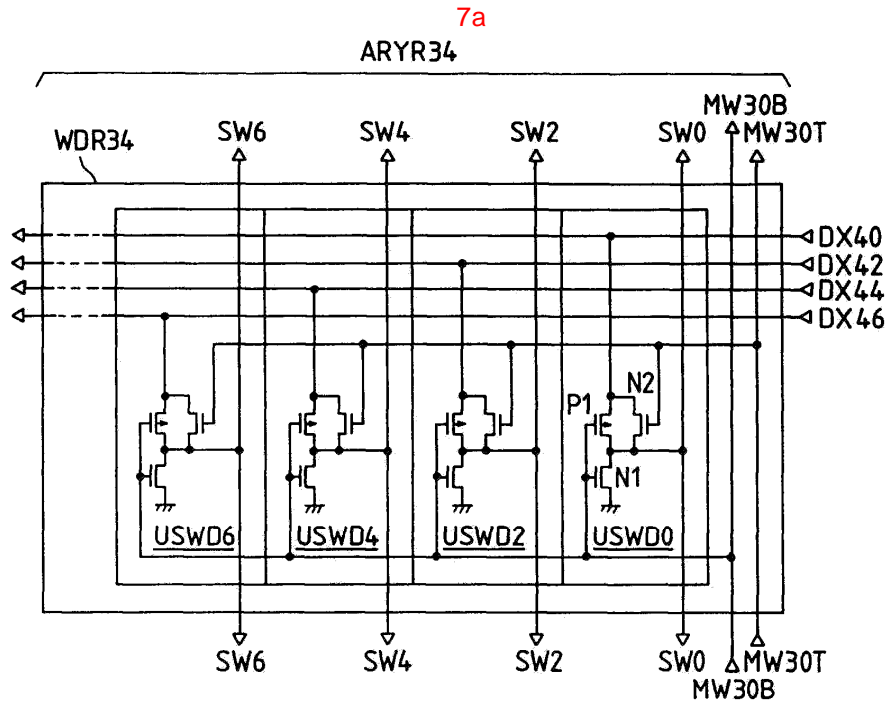 7a
ARYR34
MW30B
SW6 SW4 SW2 SW0 MW30T
WDR34
DX40
DX42
DX44
DX46
P1 N2
N1
USWD6 USWD4 USWD2 USWD0
SW6 SW4 SW2 SW0 MW30T
MW30B